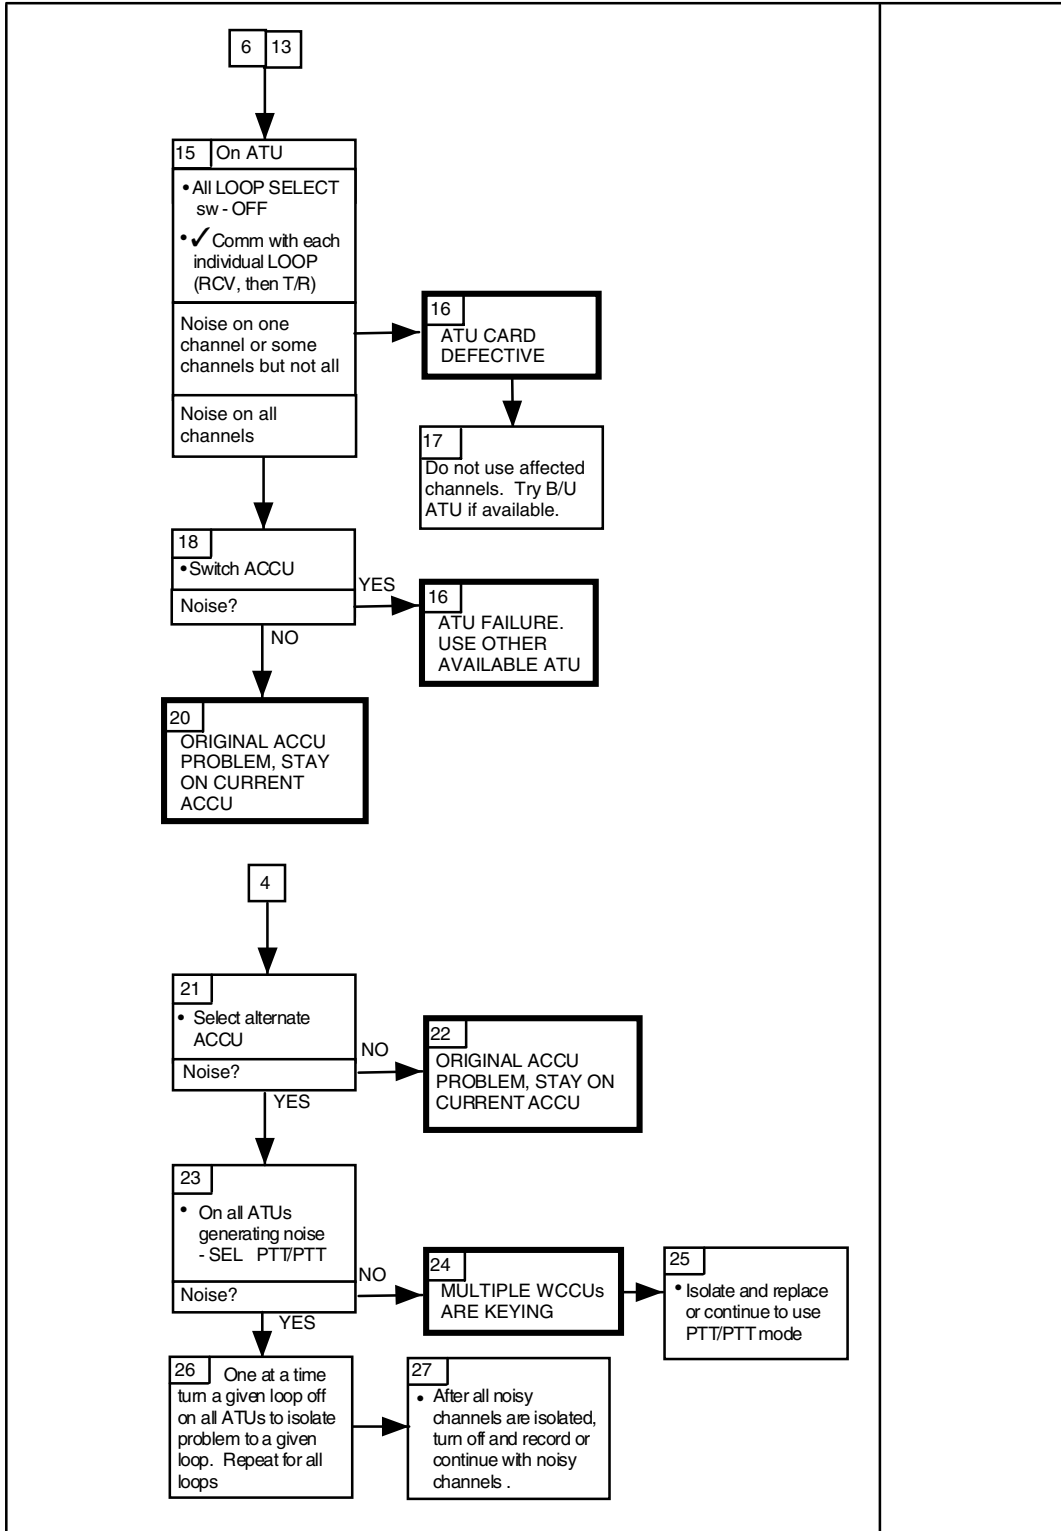 6 13
15 On ATU
• All LOOP SELECT
sw - OFF
• ✓ Comm with each
individual LOOP
(RCV, then T/R)
Noise on one
channel or some
channels but not all
Noise on all
channels
16
ATU CARD
DEFECTIVE
17
Do not use affected
channels. Try B/U
ATU if available.
18
• Switch ACCU
Noise?
YES
NO
16
ATU FAILURE.
USE OTHER
AVAILABLE ATU
20
ORIGINAL ACCU
PROBLEM, STAY
ON CURRENT
ACCU
4
21
• Select alternate
ACCU
Noise?
NO
YES
22
ORIGINAL ACCU
PROBLEM, STAY ON
CURRENT ACCU
23
• On all ATUs
generating noise
- SEL PTT/PTT
Noise?
NO
YES
24
MULTIPLE WCCUs
ARE KEYING
25
• Isolate and replace
or continue to use
PTT/PTT mode
26 One at a time
turn a given loop off
on all ATUs to isolate
problem to a given
loop. Repeat for all
loops
27
• After all noisy
channels are isolated,
turn off and record or
continue with noisy
channels .